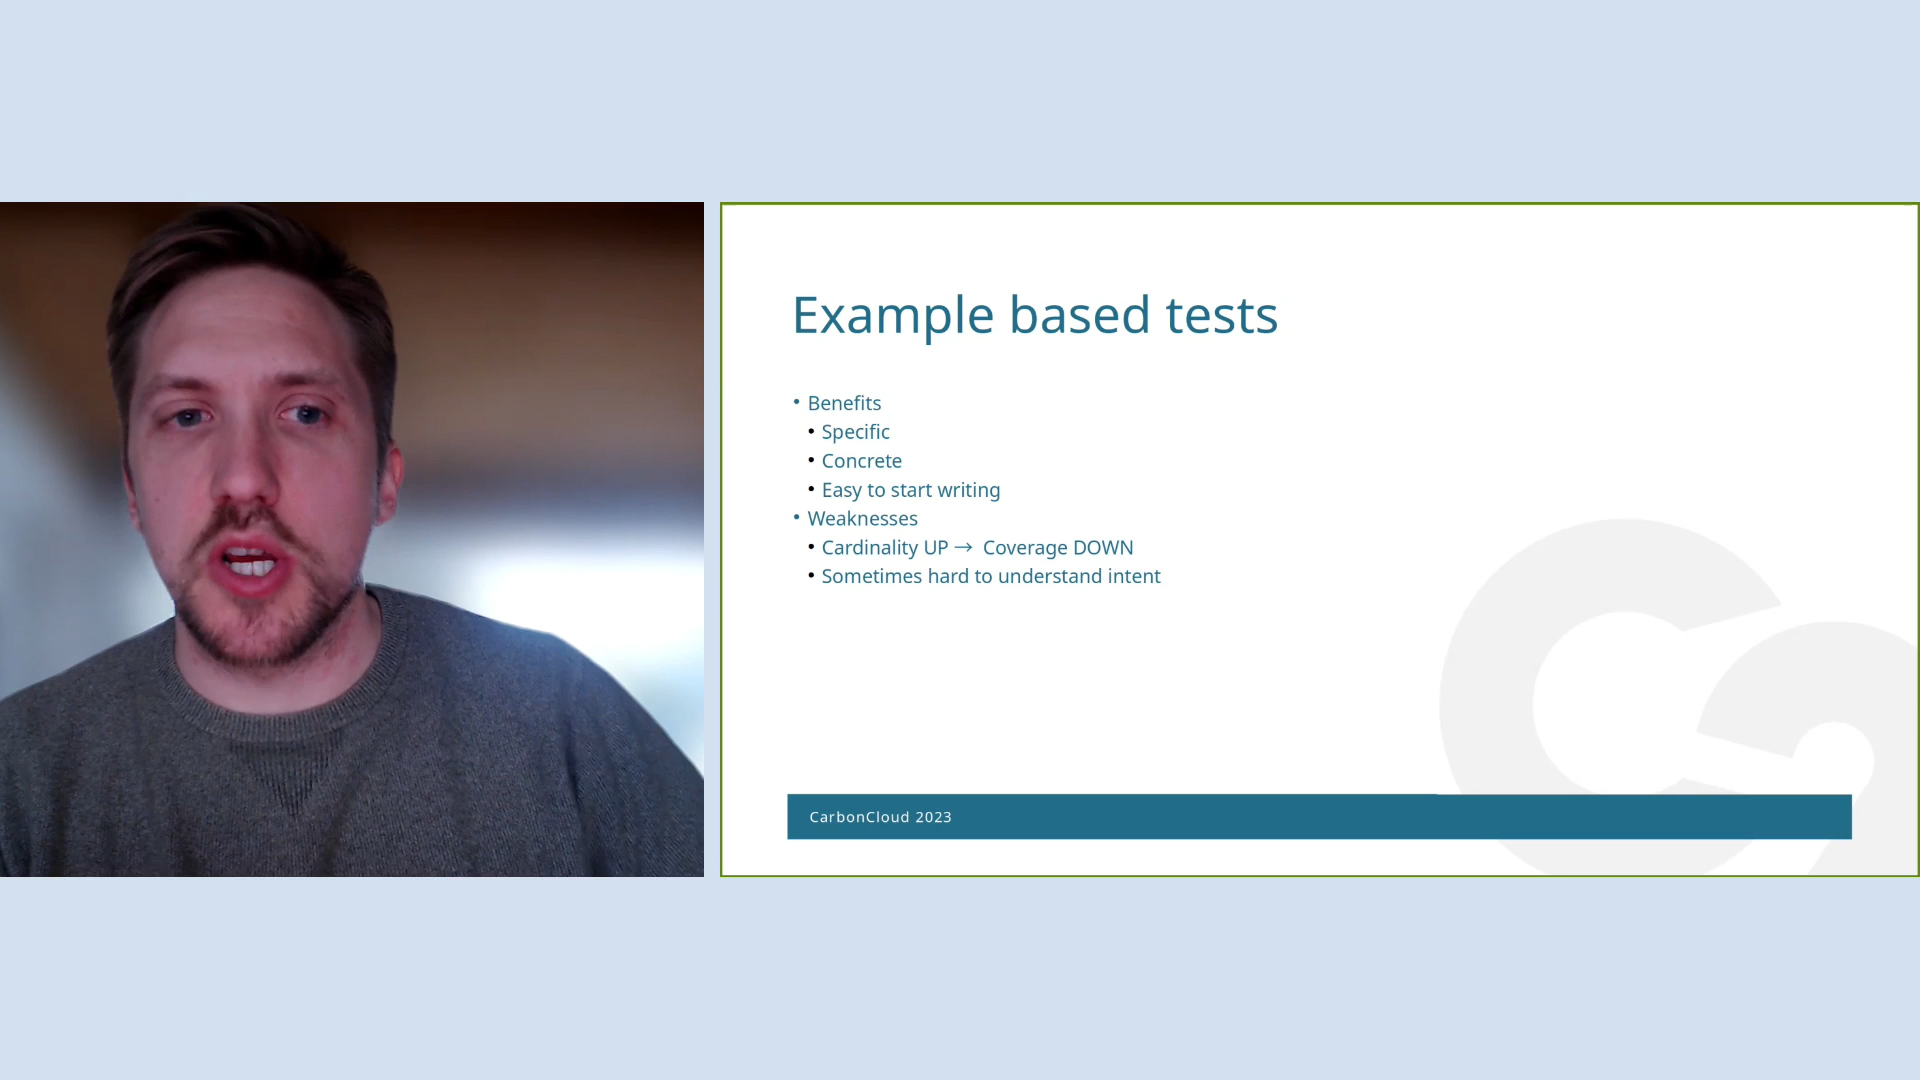 Example based tests
• Benefits
• Specific
• Concrete
• Easy to start writing
• Weaknesses
• Cardinality UP → Coverage DOWN
• Sometimes hard to understand intent
CarbonCloud 2023